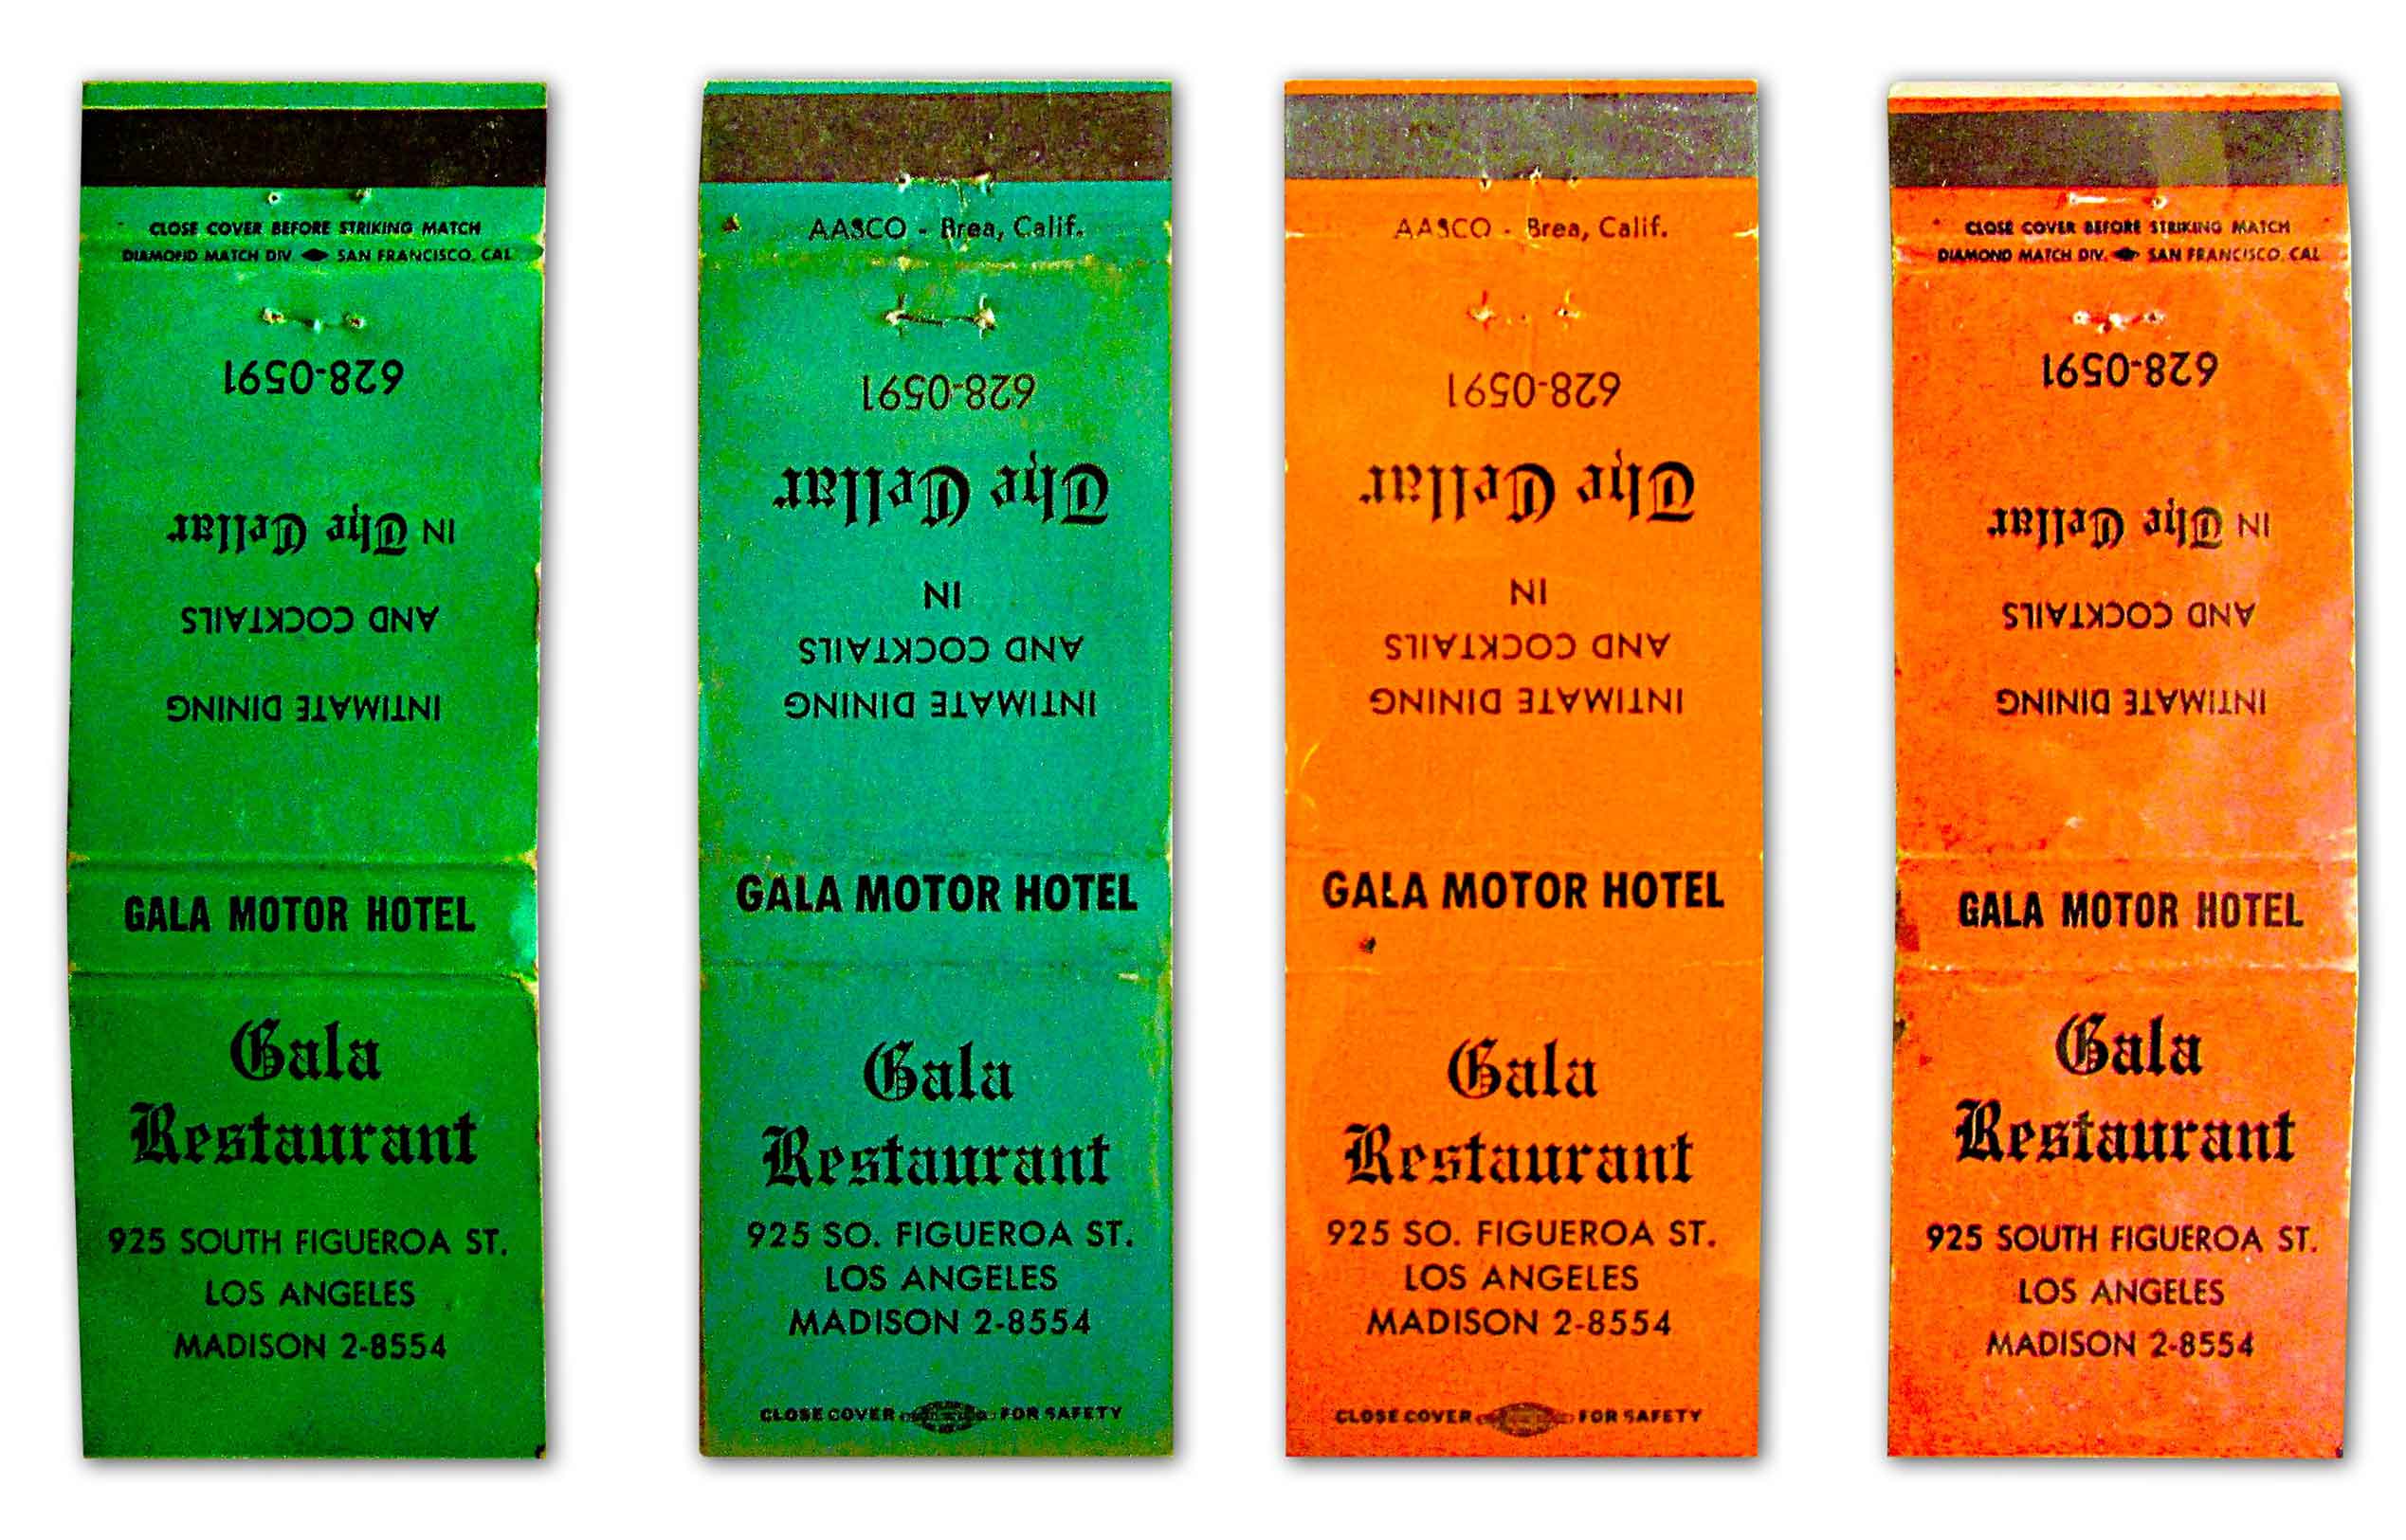 CLOSE COVER BEFORE STRIKING MATCH
DIAMOND MATCH DIV. SAN FRANCISCO, CAL
628-0591
IN The Cellar
AND COCKTAILS
INTIMATE DINING
GALA MOTOR HOTEL
Gala
Restaurant
925 SOUTH FIGUEROA ST.
LOS ANGELES
MADISON 2-8554
AASCO - Brea, Calif.
628-0591
The Cellar
IN
AND COCKTAILS
INTIMATE DINING
GALA MOTOR HOTEL
Gala
Restaurant
925 SO. FIGUEROA ST.
LOS ANGELES
MADISON 2-8554
CLOSE COVER FOR SAFETY
AASCO - Brea, Calif.
628-0591
The Cellar
IN
AND COCKTAILS
INTIMATE DINING
GALA MOTOR HOTEL
Gala
Restaurant
925 SO. FIGUEROA ST.
LOS ANGELES
MADISON 2-8554
CLOSE COVER FOR SAFETY
CLOSE COVER BEFORE STRIKING MATCH
DIAMOND MATCH DIV. SAN FRANCISCO, CAL
628-0591
IN The Cellar
AND COCKTAILS
INTIMATE DINING
GALA MOTOR HOTEL
Gala
Restaurant
925 SOUTH FIGUEROA ST.
LOS ANGELES
MADISON 2-8554